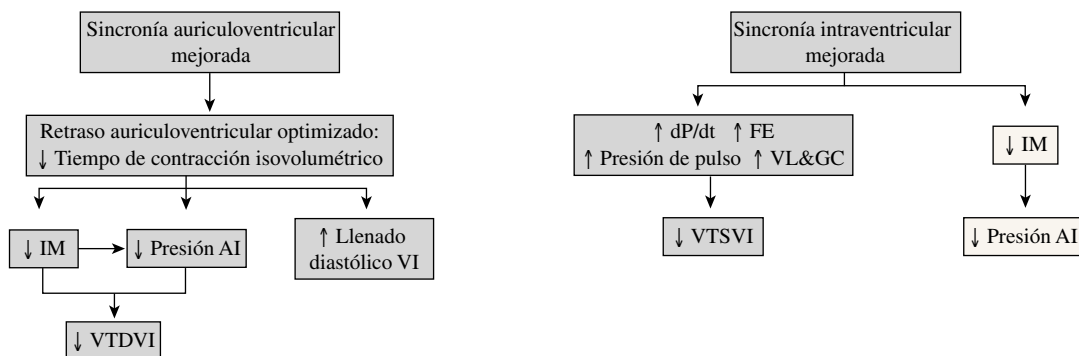 Sincronía auriculoventricular
mejorada
Retraso auriculoventricular optimizado:
↓ Tiempo de contracción isovolumétrico
↓ IM
↓ Presión AI
↑ Llenado
diastólico VI
↓ VTDVI
Sincronía intraventricular
mejorada
↑ dP/dt ↑ FE
↑ Presión de pulso ↑ VL&GC
↓ VTSVI
↓ IM
↓ Presión AI